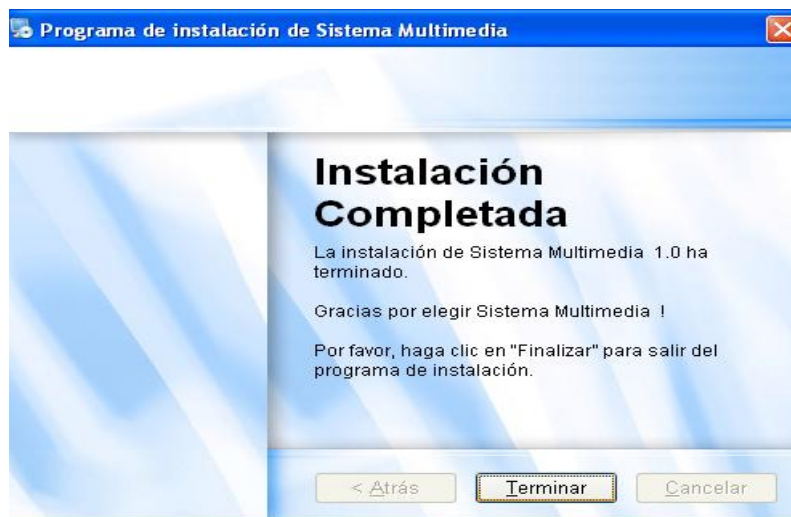 Programa de instalación de Sistema Multimedia
Instalación
Completada
La instalación de Sistema Multimedia 1.0 ha
terminado.
Gracias por elegir Sistema Multimedia !
Por favor, haga clic en "Finalizar" para salir del
programa de instalación.
< Atrás Terminar Cancelar